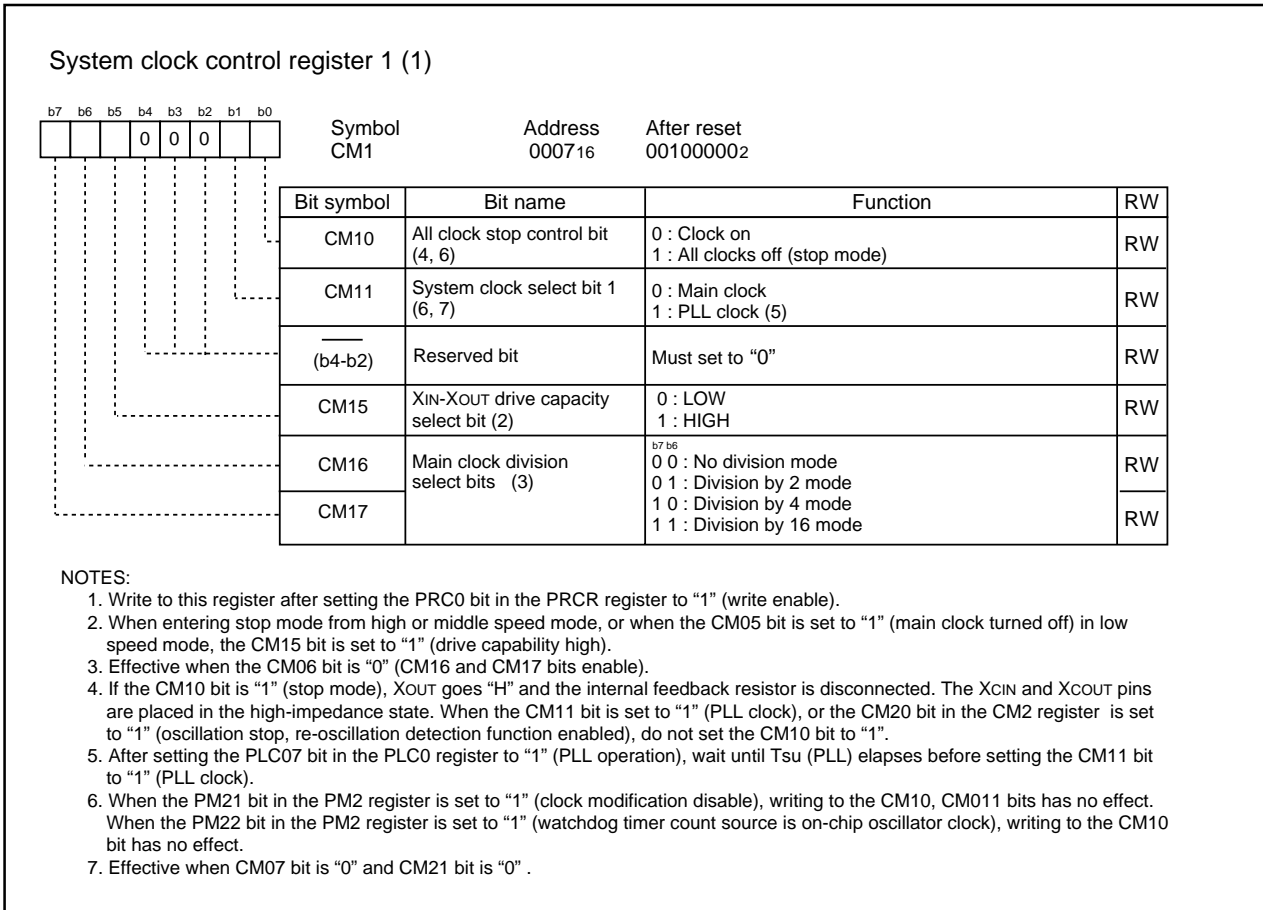 System clock control register 1 (1)
b7 b6 b5 b4 b3 b2 b1 b0
0 0 0
Symbol Address After reset
CM1 000716 001000002
Bit symbol Bit name Function RW
CM10 All clock stop control bit (4, 6) 0 : Clock on RW
1 : All clocks off (stop mode)
CM11 System clock select bit 1 (6, 7) 0 : Main clock RW
1 : PLL clock (5)
(b4-b2) Reserved bit Must set to “0” RW
CM15 XIN-XOUT drive capacity select bit (2) 0 : LOW RW
1 : HIGH
b7 b6
CM16 Main clock division select bits (3) 0 0 : No division mode RW
0 1 : Division by 2 mode
CM17 1 0 : Division by 4 mode RW
1 1 : Division by 16 mode
NOTES:
1. Write to this register after setting the PRC0 bit in the PRCR register to “1” (write enable).
2. When entering stop mode from high or middle speed mode, or when the CM05 bit is set to “1” (main clock turned off) in low
speed mode, the CM15 bit is set to “1” (drive capability high).
3. Effective when the CM06 bit is “0” (CM16 and CM17 bits enable).
4. If the CM10 bit is “1” (stop mode), XOUT goes “H” and the internal feedback resistor is disconnected. The XCIN and XCOUT pins
are placed in the high-impedance state. When the CM11 bit is set to “1” (PLL clock), or the CM20 bit in the CM2 register is set
to “1” (oscillation stop, re-oscillation detection function enabled), do not set the CM10 bit to “1”.
5. After setting the PLC07 bit in the PLC0 register to “1” (PLL operation), wait until Tsu (PLL) elapses before setting the CM11 bit
to “1” (PLL clock).
6. When the PM21 bit in the PM2 register is set to “1” (clock modification disable), writing to the CM10, CM011 bits has no effect.
When the PM22 bit in the PM2 register is set to “1” (watchdog timer count source is on-chip oscillator clock), writing to the CM10
bit has no effect.
7. Effective when CM07 bit is “0” and CM21 bit is “0” .